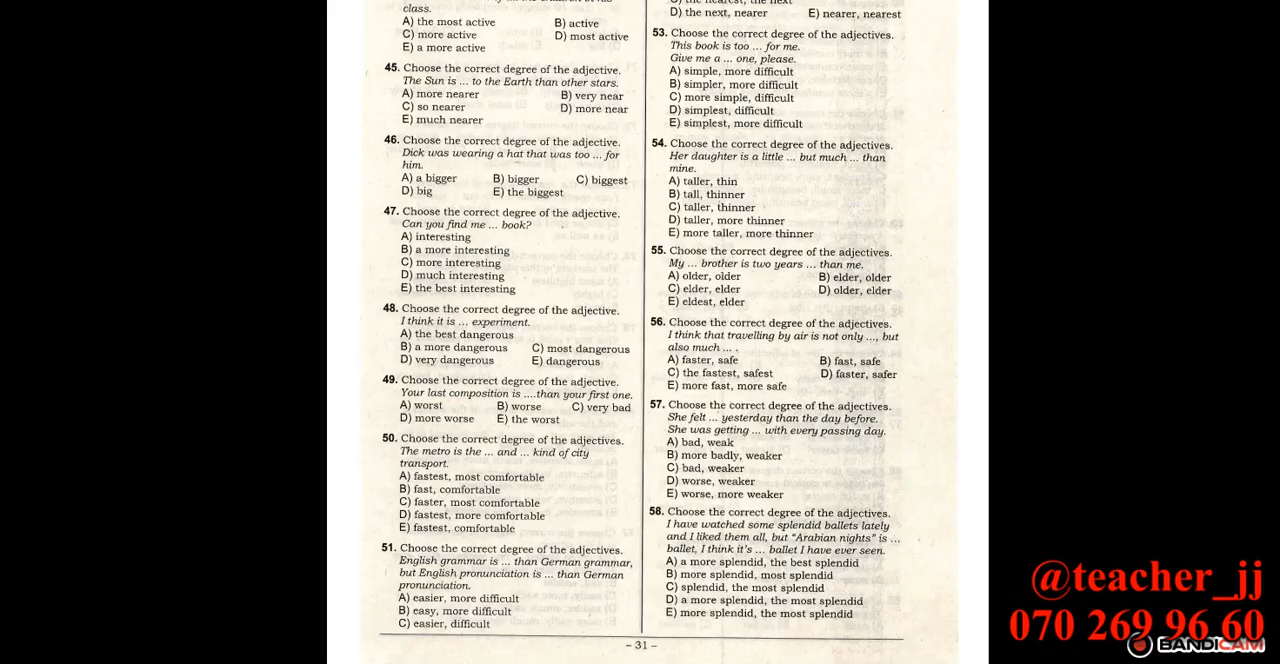 class.
A) the most active B) active
C) more active D) most active
E) a more active
45. Choose the correct degree of the adjective.
The Sun is ... to the Earth than other stars.
A) more nearer B) very near
C) so nearer D) more near
E) much nearer
46. Choose the correct degree of the adjective.
Dick was wearing a hat that was too ... for
him.
A) a bigger B) bigger C) biggest
D) big E) the biggest
47. Choose the correct degree of the adjective.
Can you find me ... book?
A) interesting
B) a more interesting
C) more interesting
D) much interesting
E) the best interesting
48. Choose the correct degree of the adjective.
I think it is ... experiment.
A) the best dangerous
B) a more dangerous C) most dangerous
D) very dangerous E) dangerous
49. Choose the correct degree of the adjective.
Your last composition is ....than your first one.
A) worst B) worse C) very bad
D) more worse E) the worst
50. Choose the correct degree of the adjectives.
The metro is the ... and ... kind of city
transport.
A) fastest, most comfortable
B) fast, comfortable
C) faster, most comfortable
D) fastest, more comfortable
E) fastest, comfortable
51. Choose the correct degree of the adjectives.
English grammar is ... than German grammar,
but English pronunciation is ... than German
pronunciation.
A) easier, more difficult
B) easy, more difficult
C) easier, difficult
D) the next, nearer E) nearer, nearest
53. Choose the correct degree of the adjectives.
This book is too ... for me.
Give me a ... one, please.
A) simple, more difficult
B) simpler, more difficult
C) more simple, difficult
D) simplest, difficult
E) simplest, more difficult
54. Choose the correct degree of the adjectives.
Her daughter is a little ... but much ... than
mine.
A) taller, thin
B) tall, thinner
C) taller, thinner
D) taller, more thinner
E) more taller, more thinner
55. Choose the correct degree of the adjectives.
My ... brother is two years ... than me.
A) older, older B) elder, older
C) elder, elder D) older, elder
E) eldest, elder
56. Choose the correct degree of the adjectives.
I think that travelling by air is not only ..., but
also much ... .
A) faster, safe B) fast, safe
C) the fastest, safest D) faster, safer
E) more fast, more safe
57. Choose the correct degree of the adjectives.
She felt ... yesterday than the day before.
She was getting ... with every passing day.
A) bad, weak
B) more badly, weaker
C) bad, weaker
D) worse, weaker
E) worse, more weaker
58. Choose the correct degree of the adjectives.
I have watched some splendid ballets lately
and I liked them all, but "Arabian nights" is ...
ballet, I think it's ... ballet I have ever seen.
A) a more splendid, the best splendid
B) more splendid, most splendid
C) splendid, the most splendid
D) a more splendid, the most splendid
E) more splendid, the most splendid
– 31 –
@teacher_jj
070 269 96 60
BANDICAM